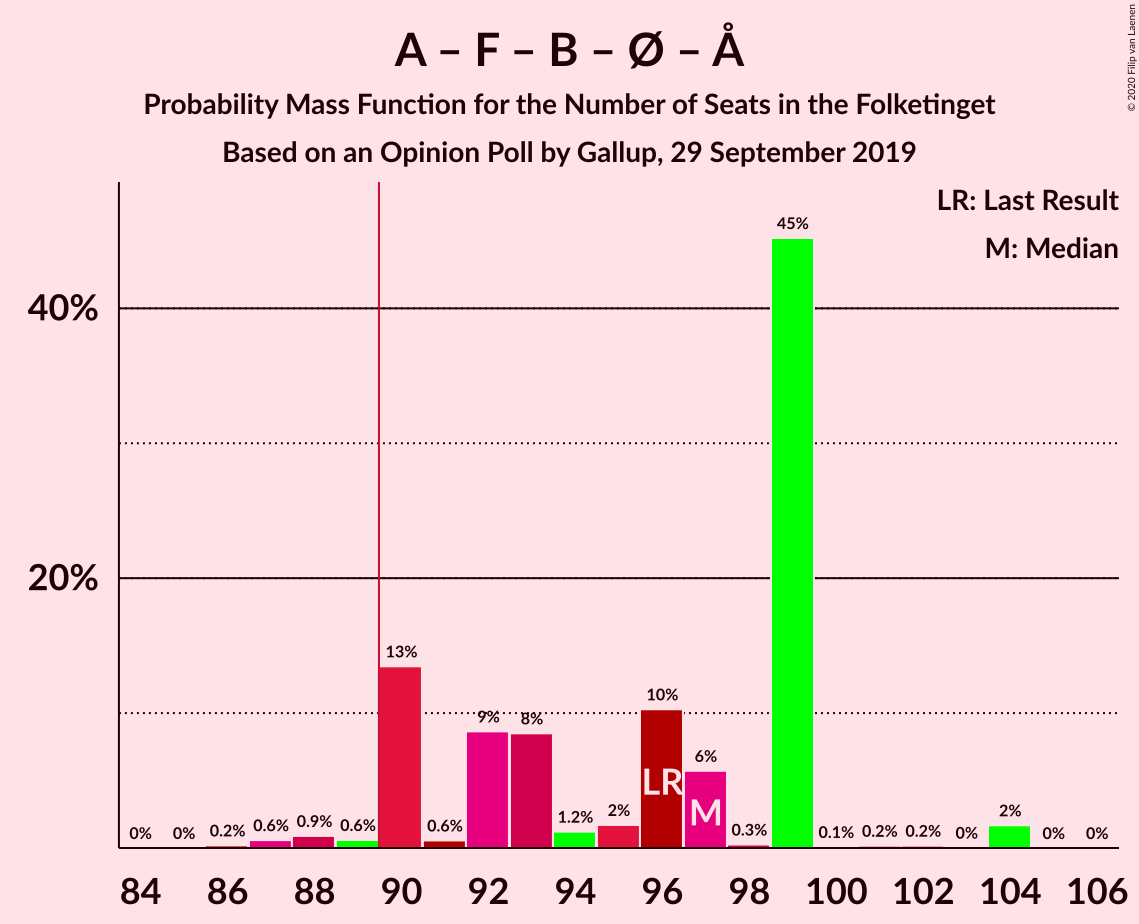 A – F – B – Ø – Å
Probability Mass Function for the Number of Seats in the Folketinget
Based on an Opinion Poll by Gallup, 29 September 2019
© 2020 Filip van Laenen
LR: Last Result
M: Median
40%
20%
0%
0%
0.2%
0.6%
0.9%
0.6%
13%
0.6%
9%
8%
1.2%
2%
10%
6%
0.3%
45%
0.1%
0.2%
0.2%
0%
2%
0%
0%
LR
M
84 86 88 90 92 94 96 98 100 102 104 106